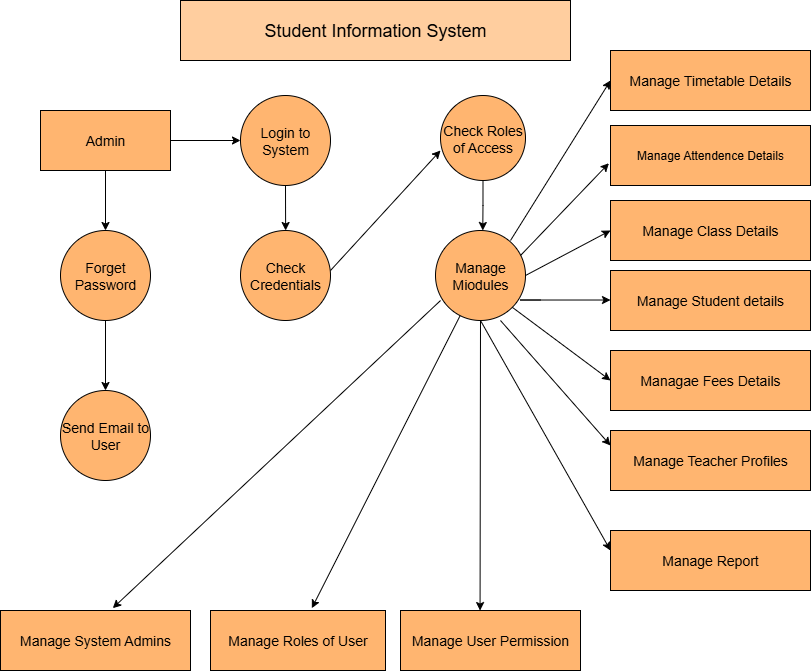 Student Information System
Manage Timetable Details
Admin
Login to
System
Check Roles
of Access
Manage Attendence Details
Manage Class Details
Forget
Password
Check
Credentials
Manage
Miodules
Manage Student details
Managae Fees Details
Send Email to
User
Manage Teacher Profiles
Manage Report
Manage System Admins
Manage Roles of User
Manage User Permission